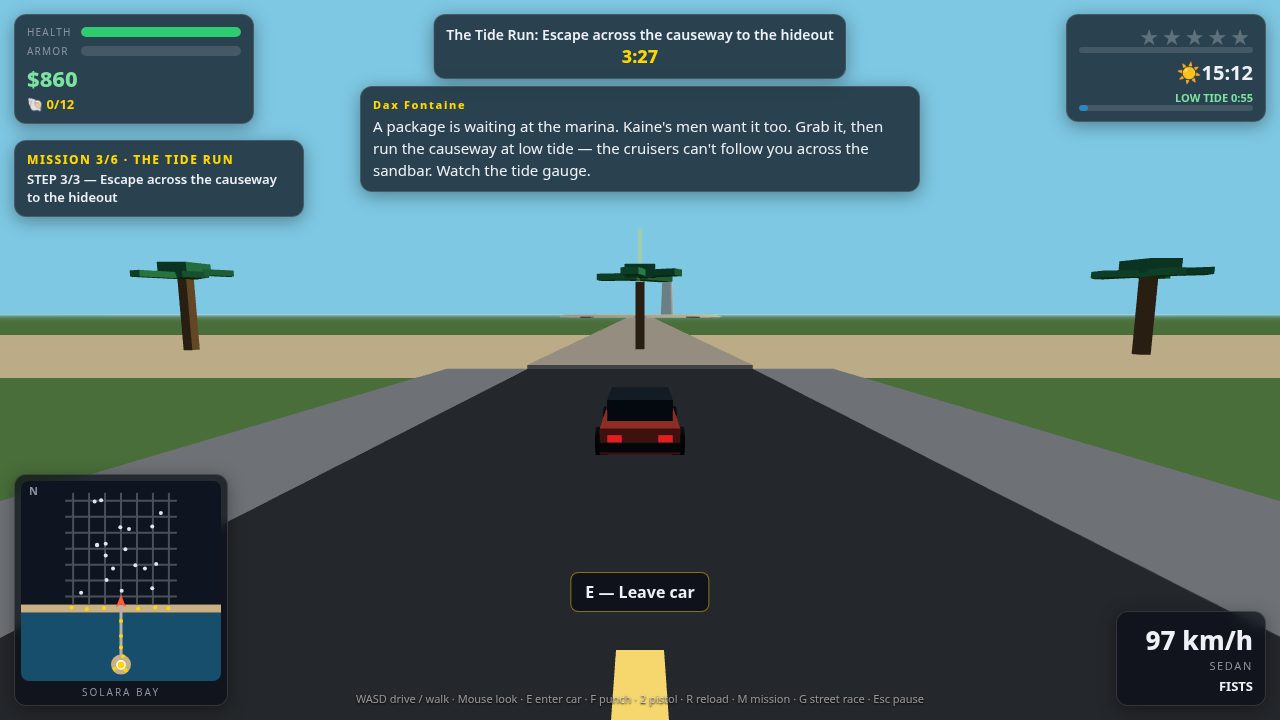 HEALTH
ARMOR
$860
0/12
MISSION 3/6 · THE TIDE RUN
STEP 3/3 — Escape across the causeway
to the hideout
The Tide Run: Escape across the causeway to the hideout
3:27
Dax Fontaine
A package is waiting at the marina. Kaine's men want it too. Grab it, then
run the causeway at low tide — the cruisers can't follow you across the
sandbar. Watch the tide gauge.
★★★★★
15:12
LOW TIDE 0:55
E — Leave car
N
SOLARA BAY
97 km/h
SEDAN
FISTS
WASD drive / walk · Mouse look · E enter car · F punch · 2 pistol · R reload · M mission · G street race · Esc pause